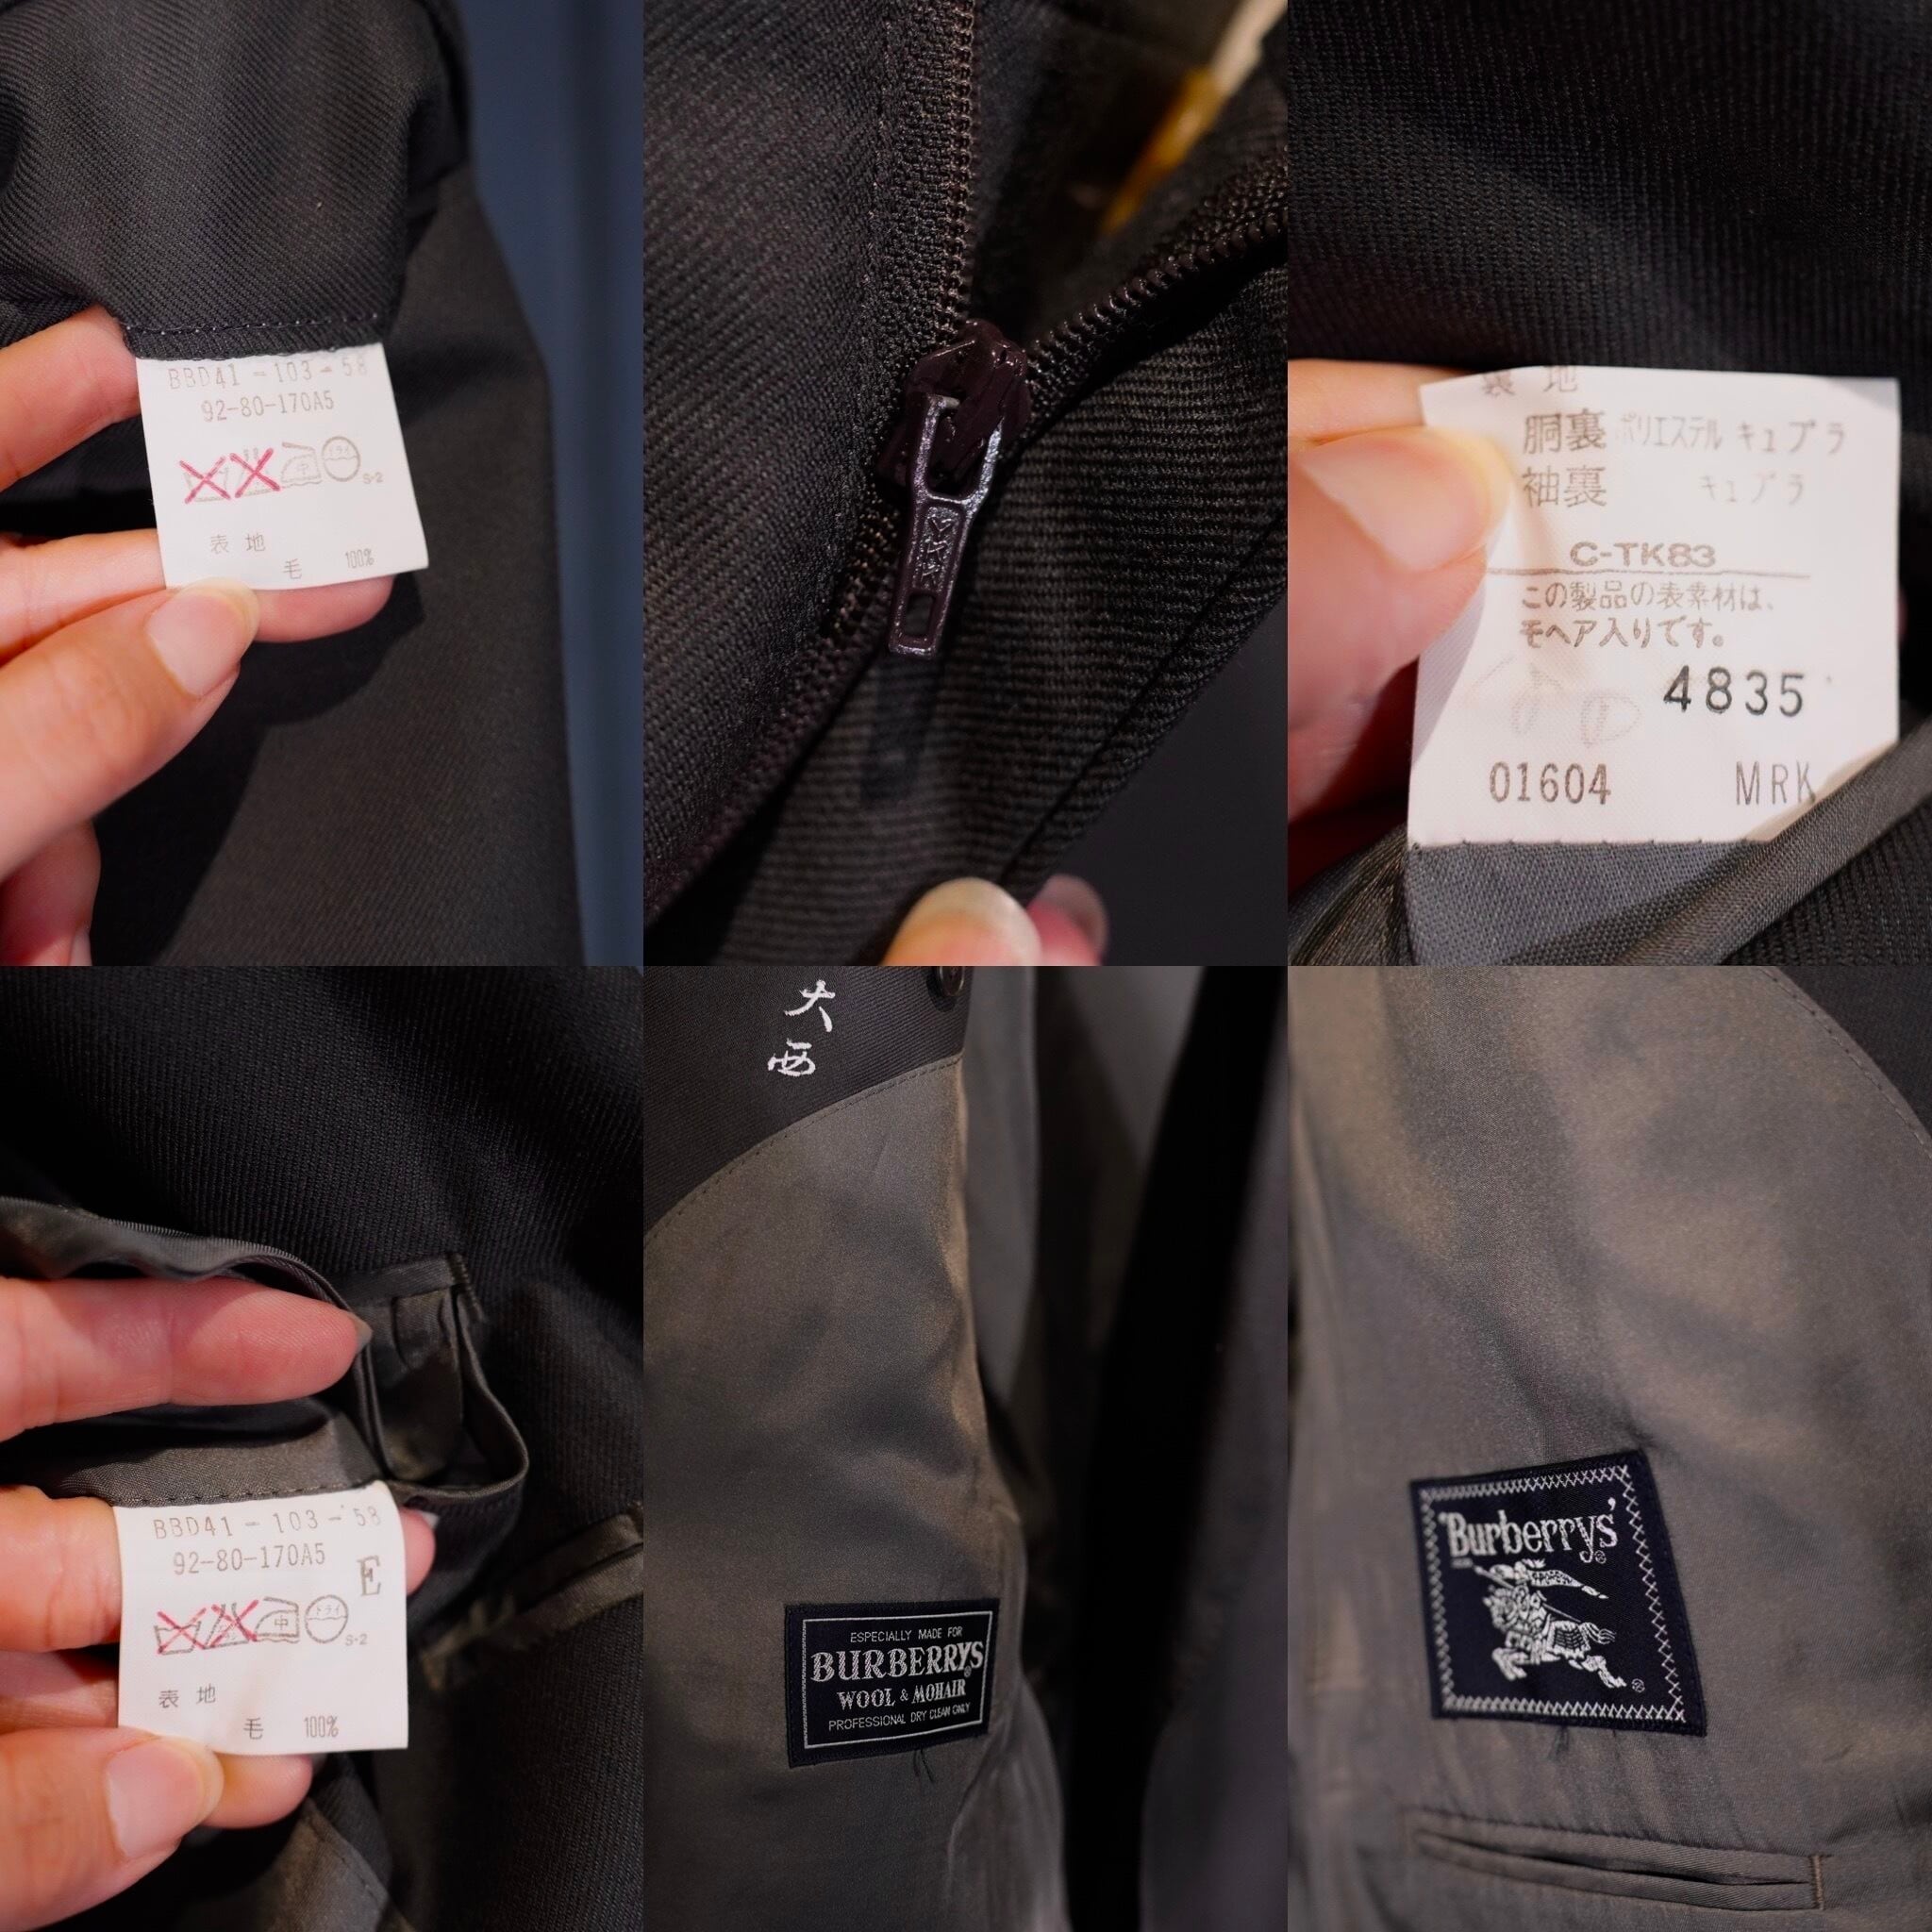 BBD41-103-58
92-80-170A5
中 ドライ
S-2
表地
毛 100%
YKK
表地
胴裏 ポリエステル キュプラ
袖裏 キュプラ
C-TK83
この製品の表素材は、
モヘア入りです。
4835
01604 MRK
BBD41-103-58
92-80-170A5
E
中 ドライ
S-2
表地
毛 100%
大西
ESPECIALLY MADE FOR
BURBERRYS®
WOOL & MOHAIR
PROFESSIONAL DRY CLEAN ONLY
Burberrys'®
®